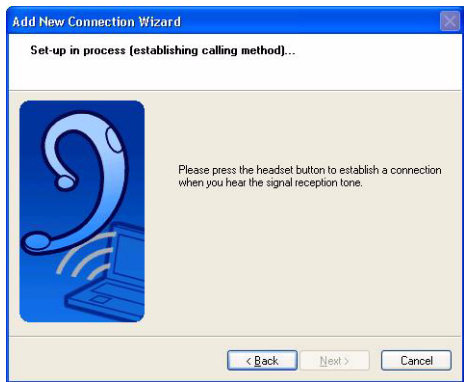 Add New Connection Wizard
Set-up in process (establishing calling method)...
Please press the headset button to establish a connection
when you hear the signal reception tone.
< Back
Next >
Cancel